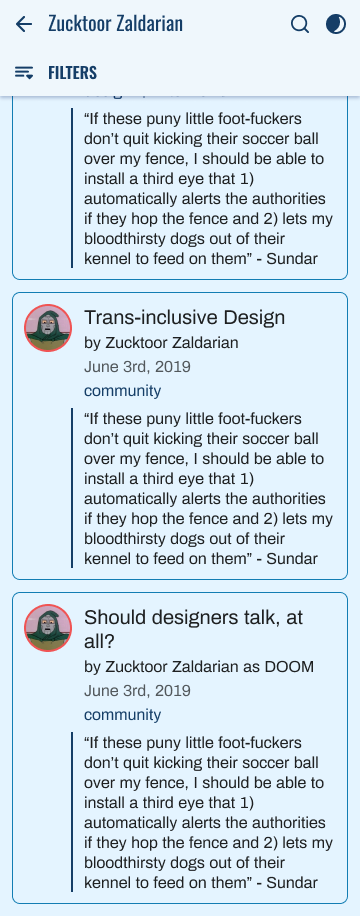 Zucktoor Zaldarian
FILTERS
“If these puny little foot-fuckers
don’t quit kicking their soccer ball
over my fence, I should be able to
install a third eye that 1)
automatically alerts the authorities
if they hop the fence and 2) lets my
bloodthirsty dogs out of their
kennel to feed on them” - Sundar
Trans-inclusive Design
by Zucktoor Zaldarian
June 3rd, 2019
community
“If these puny little foot-fuckers
don’t quit kicking their soccer ball
over my fence, I should be able to
install a third eye that 1)
automatically alerts the authorities
if they hop the fence and 2) lets my
bloodthirsty dogs out of their
kennel to feed on them” - Sundar
Should designers talk, at
all?
by Zucktoor Zaldarian as DOOM
June 3rd, 2019
community
“If these puny little foot-fuckers
don’t quit kicking their soccer ball
over my fence, I should be able to
install a third eye that 1)
automatically alerts the authorities
if they hop the fence and 2) lets my
bloodthirsty dogs out of their
kennel to feed on them” - Sundar